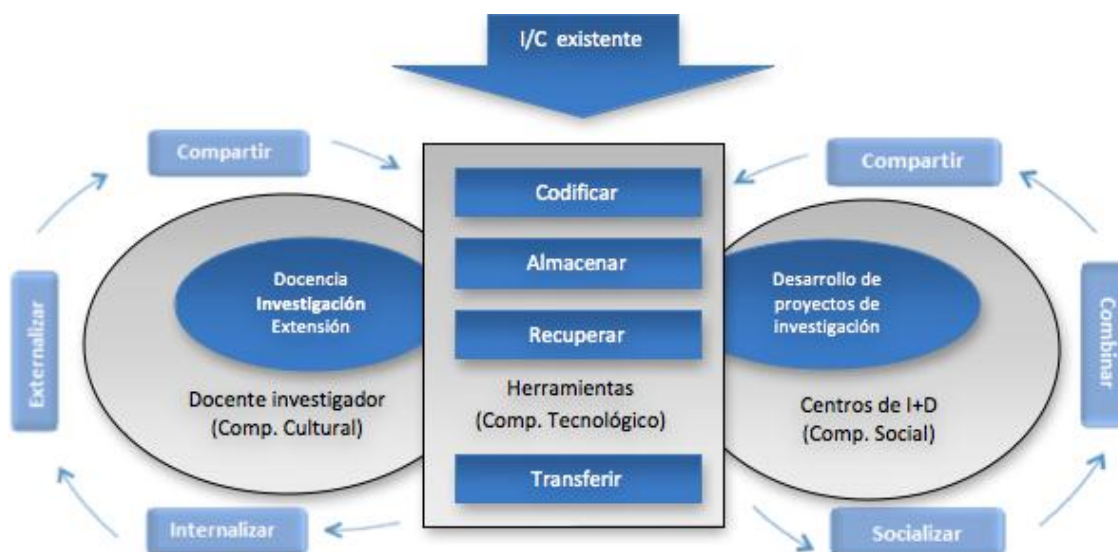 I/C existente
Compartir
Compartir
Codificar
Almacenar
Recuperar
Herramientas
(Comp. Tecnológico)
Transferir
Docencia
Investigación
Extensión
Docente investigador
(Comp. Cultural)
Desarrollo de
proyectos de
investigación
Centros de I+D
(Comp. Social)
Externalizar
Combinar
Internalizar
Socializar